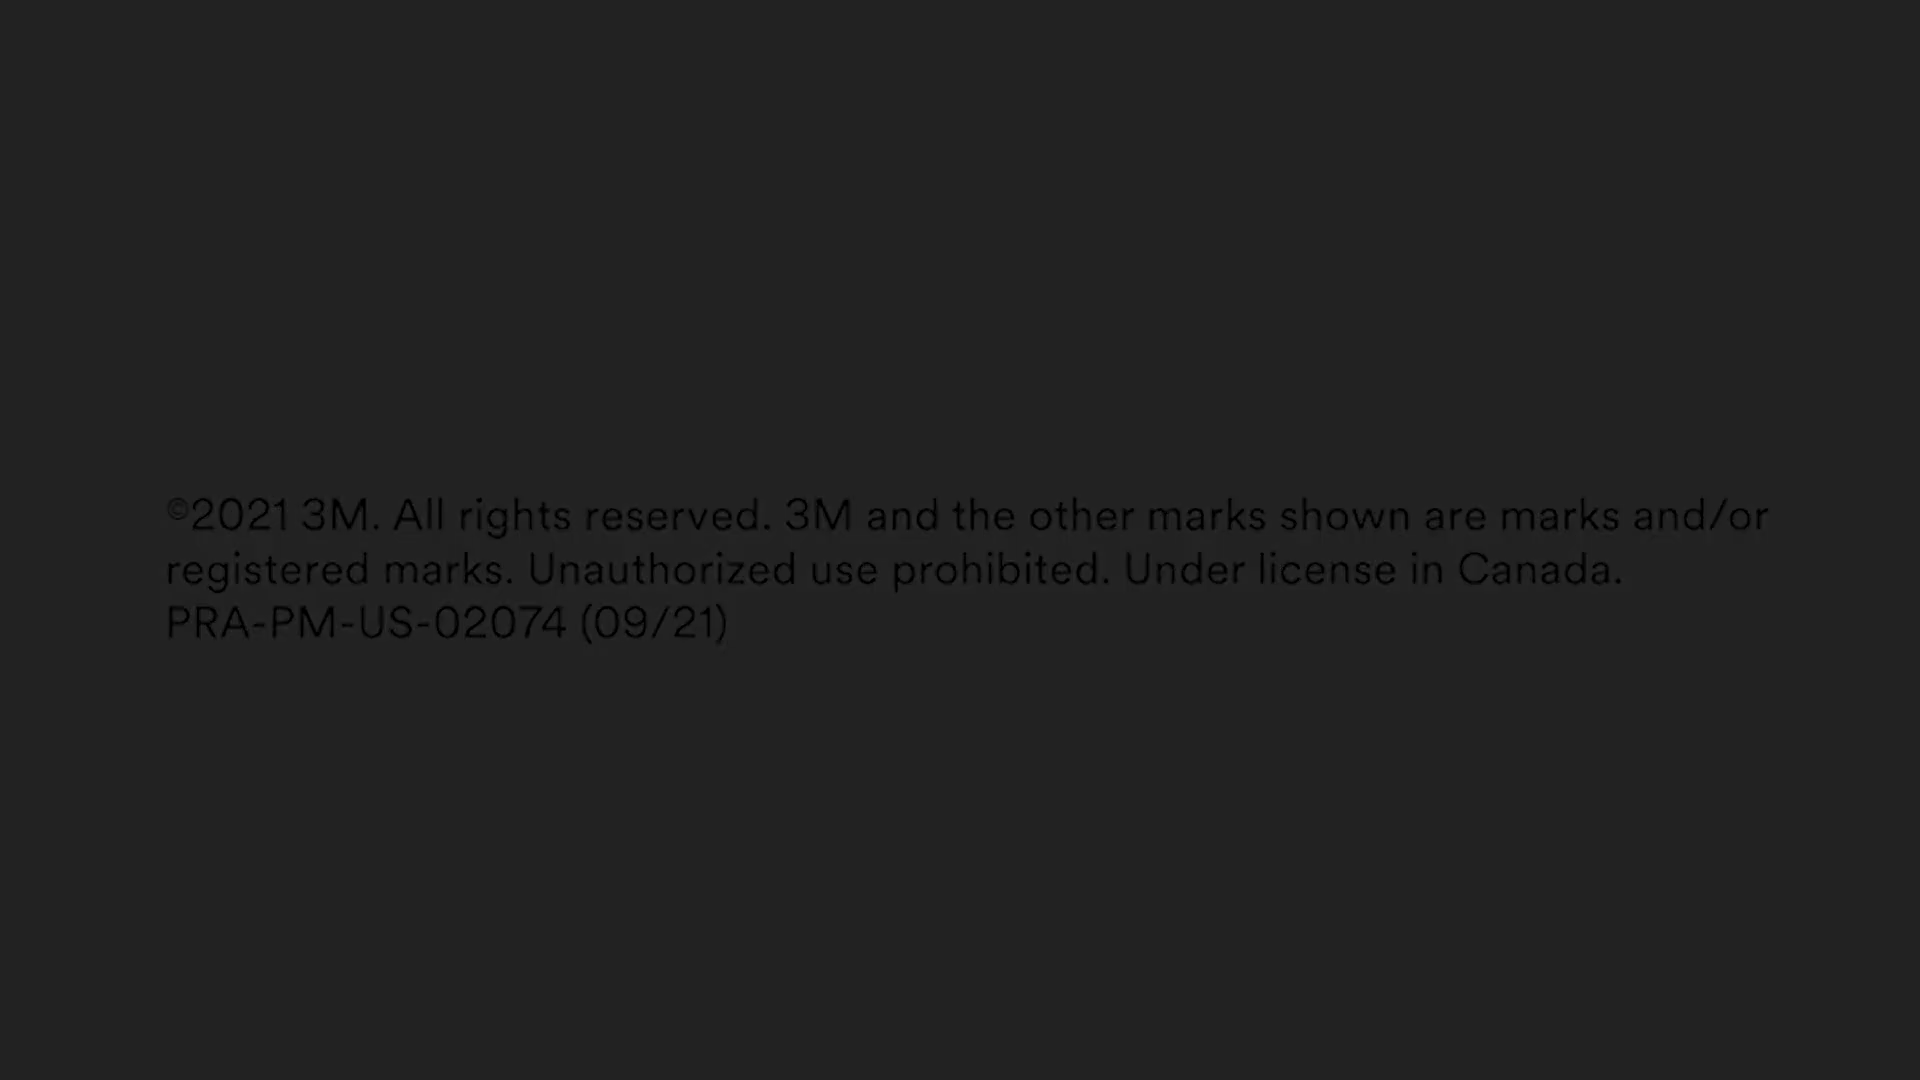 ©2021 3M. All rights reserved. 3M and the other marks shown are marks and/or
registered marks. Unauthorized use prohibited. Under license in Canada.
PRA-PM-US-02074 (09/21)